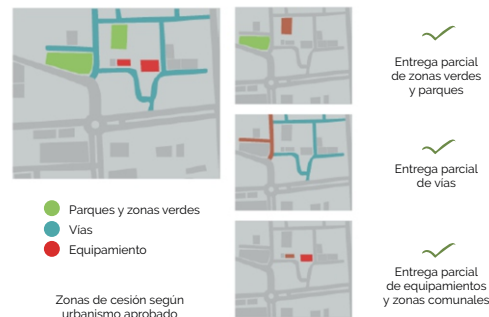 Parques y zonas verdes
Vías
Equipamiento
Zonas de cesión según
urbanismo aprobado
Entrega parcial
de zonas verdes
y parques
Entrega parcial
de vías
Entrega parcial
de equipamientos
y zonas comunales